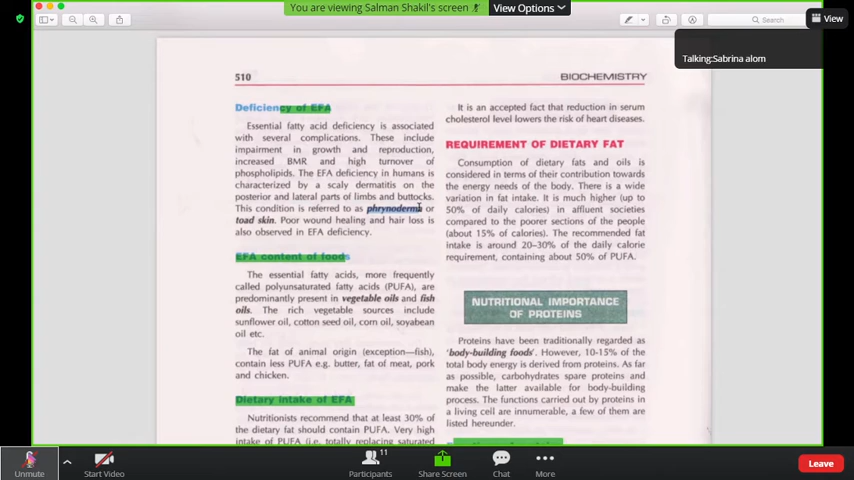 You are viewing Salman Shakil's screen
View Options
Search
View
Talking:Sabrina alom
510
BIOCHEMISTRY
Deficiency of EFA
Essential fatty acid deficiency is associated
with several complications. These include
impairment in growth and reproduction,
increased BMR and high turnover of
phospholipids. The EFA deficiency in humans is
characterized by a scaly dermatitis on the
posterior and lateral parts of limbs and buttocks.
This condition is referred to as phrynoderma or
toad skin. Poor wound healing and hair loss is
also observed in EFA deficiency.
EFA content of foods
The essential fatty acids, more frequently
called polyunsaturated fatty acids (PUFA), are
predominantly present in vegetable oils and fish
oils. The rich vegetable sources include
sunflower oil, cotton seed oil, corn oil, soyabean
oil etc.
The fat of animal origin (exception—fish),
contain less PUFA e.g. butter, fat of meat, pork
and chicken.
Dietary intake of EFA
Nutritionists recommend that at least 30% of
the dietary fat should contain PUFA. Very high
intake of PUFA (i.e. totally replacing saturated
It is an accepted fact that reduction in serum
cholesterol level lowers the risk of heart diseases.
REQUIREMENT OF DIETARY FAT
Consumption of dietary fats and oils is
considered in terms of their contribution towards
the energy needs of the body. There is a wide
variation in fat intake. It is much higher (up to
50% of daily calories) in affluent societies
compared to the poorer sections of the people
(about 15% of calories). The recommended fat
intake is around 20–30% of the daily calorie
requirement, containing about 50% of PUFA.
NUTRITIONAL IMPORTANCE
OF PROTEINS
Proteins have been traditionally regarded as
'body-building foods'. However, 10-15% of the
total body energy is derived from proteins. As far
as possible, carbohydrates spare proteins and
make the latter available for body-building
process. The functions carried out by proteins in
a living cell are innumerable, a few of them are
listed hereunder.
Unmute
Start Video
11
Participants
Share Screen
Chat
More
Leave